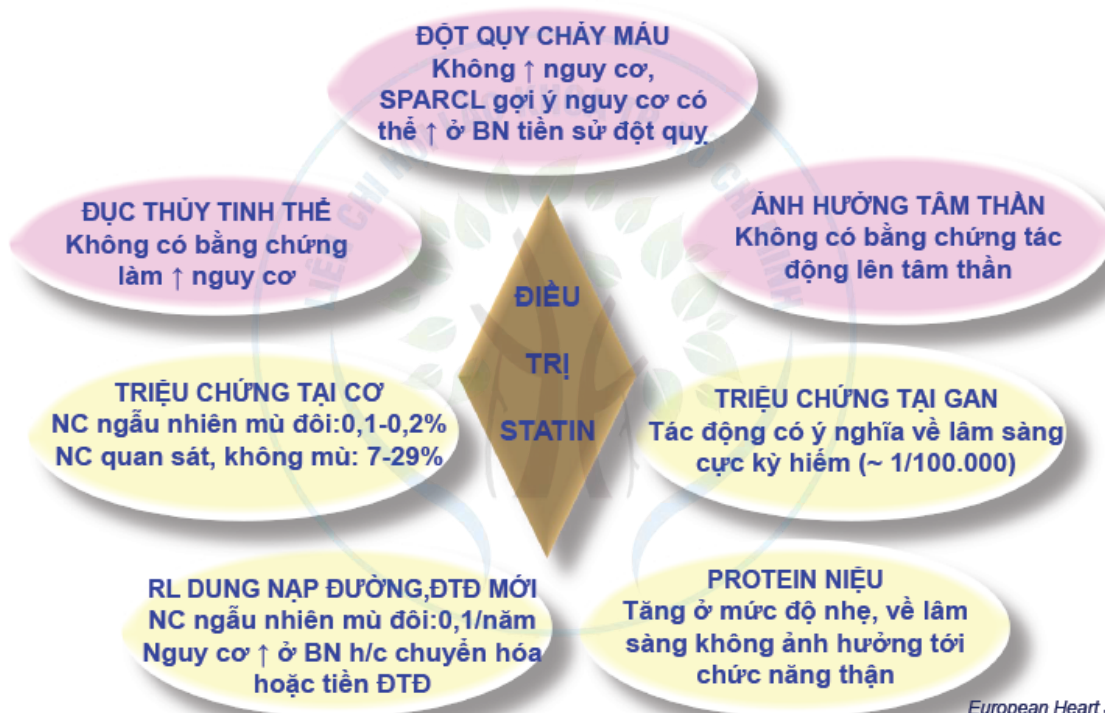 ĐỘT QUỴ CHẢY MÁU
Không ↑ nguy cơ,
SPARCL gợi ý nguy cơ có
thể ↑ ở BN tiền sử đột quỵ
ĐỤC THỦY TINH THỂ
Không có bằng chứng
làm ↑ nguy cơ
ẢNH HƯỞNG TÂM THẦN
Không có bằng chứng tác
động lên tâm thần
ĐIỀU
TRỊ
STATIN
TRIỆU CHỨNG TẠI CƠ
NC ngẫu nhiên mù đôi:0,1-0,2%
NC quan sát, không mù: 7-29%
TRIỆU CHỨNG TẠI GAN
Tác động có ý nghĩa về lâm sàng
cực kỳ hiếm (~ 1/100.000)
RL DUNG NẠP ĐƯỜNG,ĐTĐ MỚI
NC ngẫu nhiên mù đôi:0,1/năm
Nguy cơ ↑ ở BN h/c chuyển hóa
hoặc tiền ĐTĐ
PROTEIN NIỆU
Tăng ở mức độ nhẹ, về lâm
sàng không ảnh hưởng tới
chức năng thận
European Heart